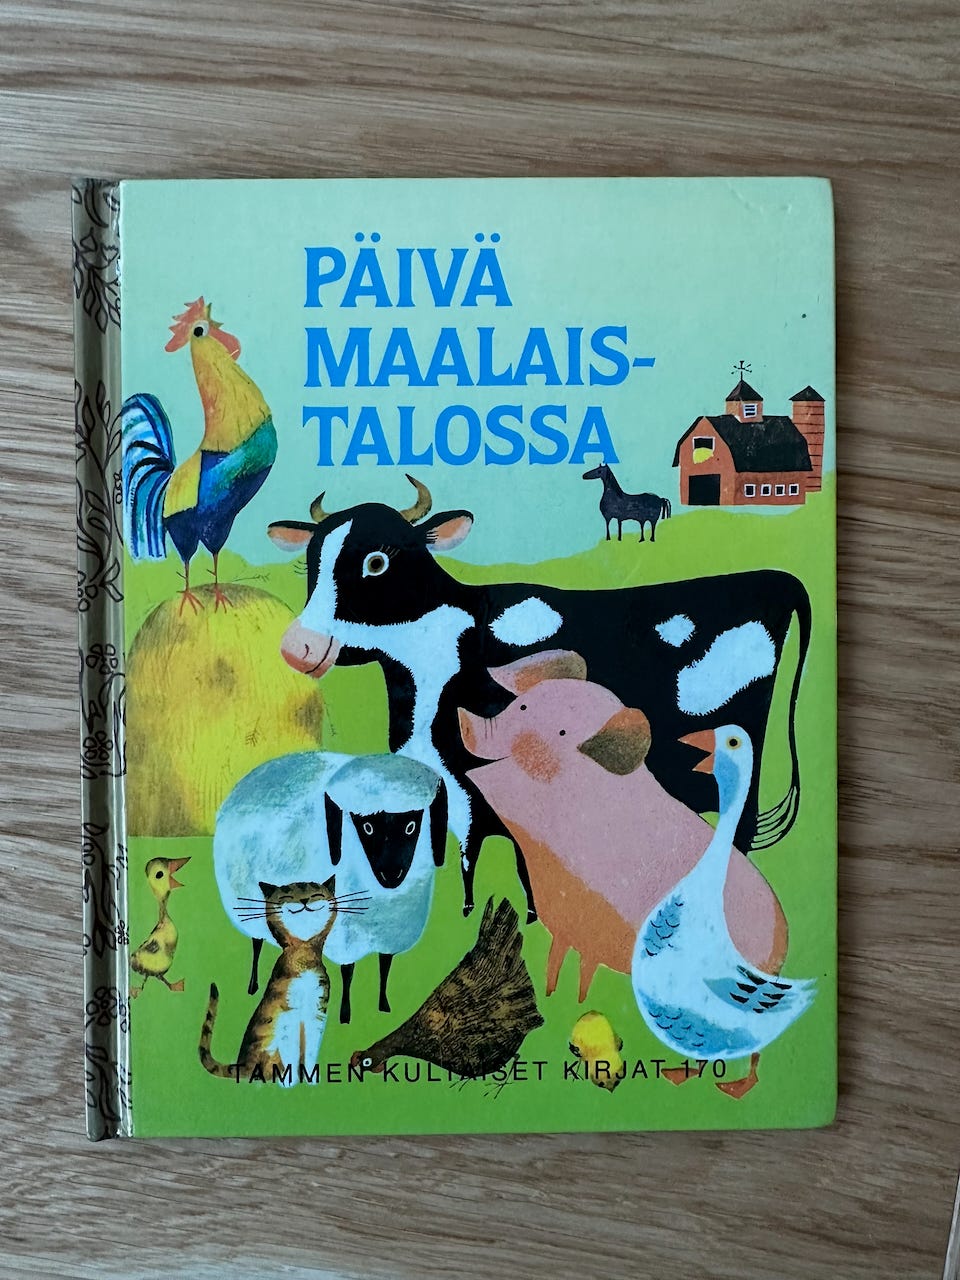 PÄIVÄ
MAALAIS-
TALOSSA
TAMMEN KULTAISET KIRJAT 170